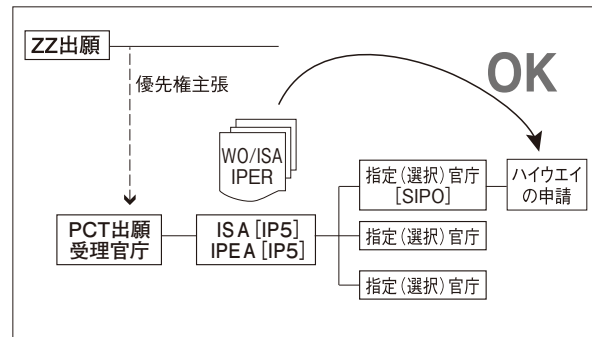 ZZ出願
優先権主張
OK
WO/ISA
IPER
指定（選択）官庁
[SIPO]
ハイウエイ
の申請
PCT出願
受理官庁
ISA [IP5]
IPEA [IP5]
指定（選択）官庁
指定（選択）官庁